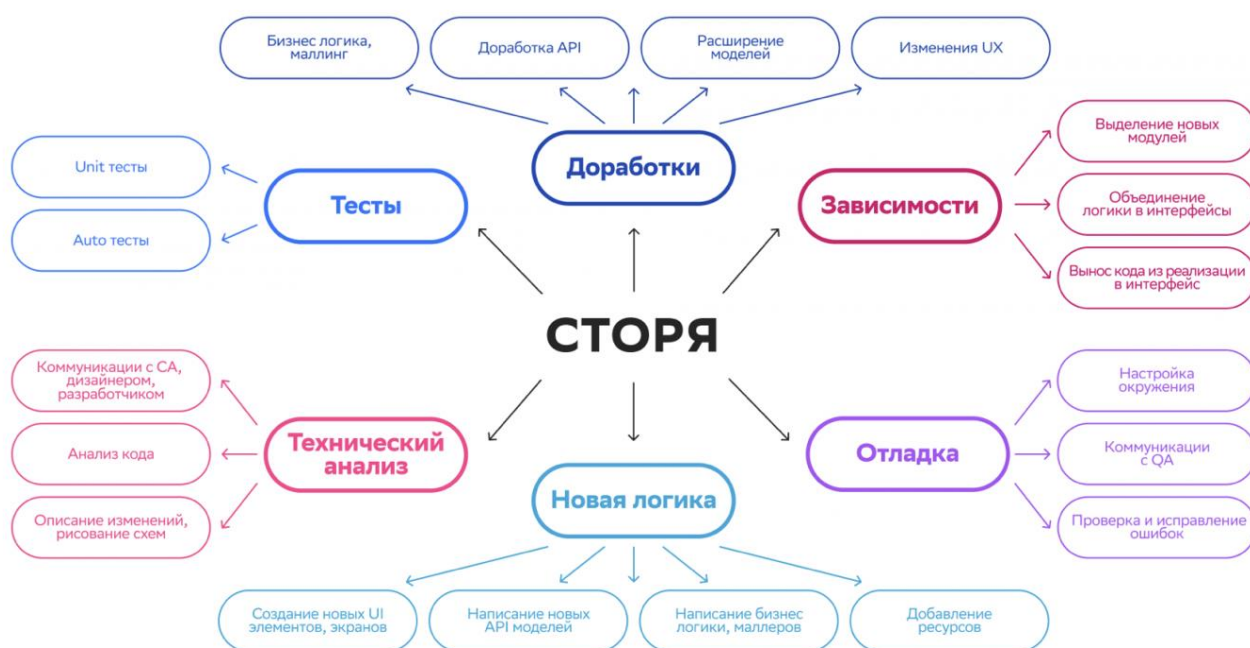 Бизнес логика,
маллинг
Доработка API
Расширение
моделей
Изменения UX
Доработки
Unit тесты
Auto тесты
Тесты
Зависимости
Выделение новых
модулей
Объединение
логики в интерфейсы
Вынос кода из реализации
в интерфейс
СТОРЯ
Коммуникации с СА,
дизайнером,
разработчиком
Анализ кода
Описание изменений,
рисование схем
Технический
анализ
Новая логика
Отладка
Настройка
окружения
Коммуникации
с QA
Проверка и исправление
ошибок
Создание новых UI
элементов, экранов
Написание новых
API моделей
Написание бизнес
логики, маллеров
Добавление
ресурсов